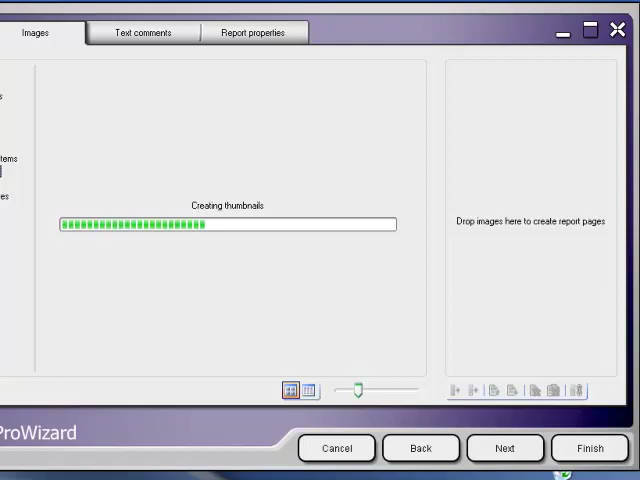 Images
Text comments
Report properties
Creating thumbnails
Drop images here to create report pages
ProWizard
Cancel
Back
Next
Finish